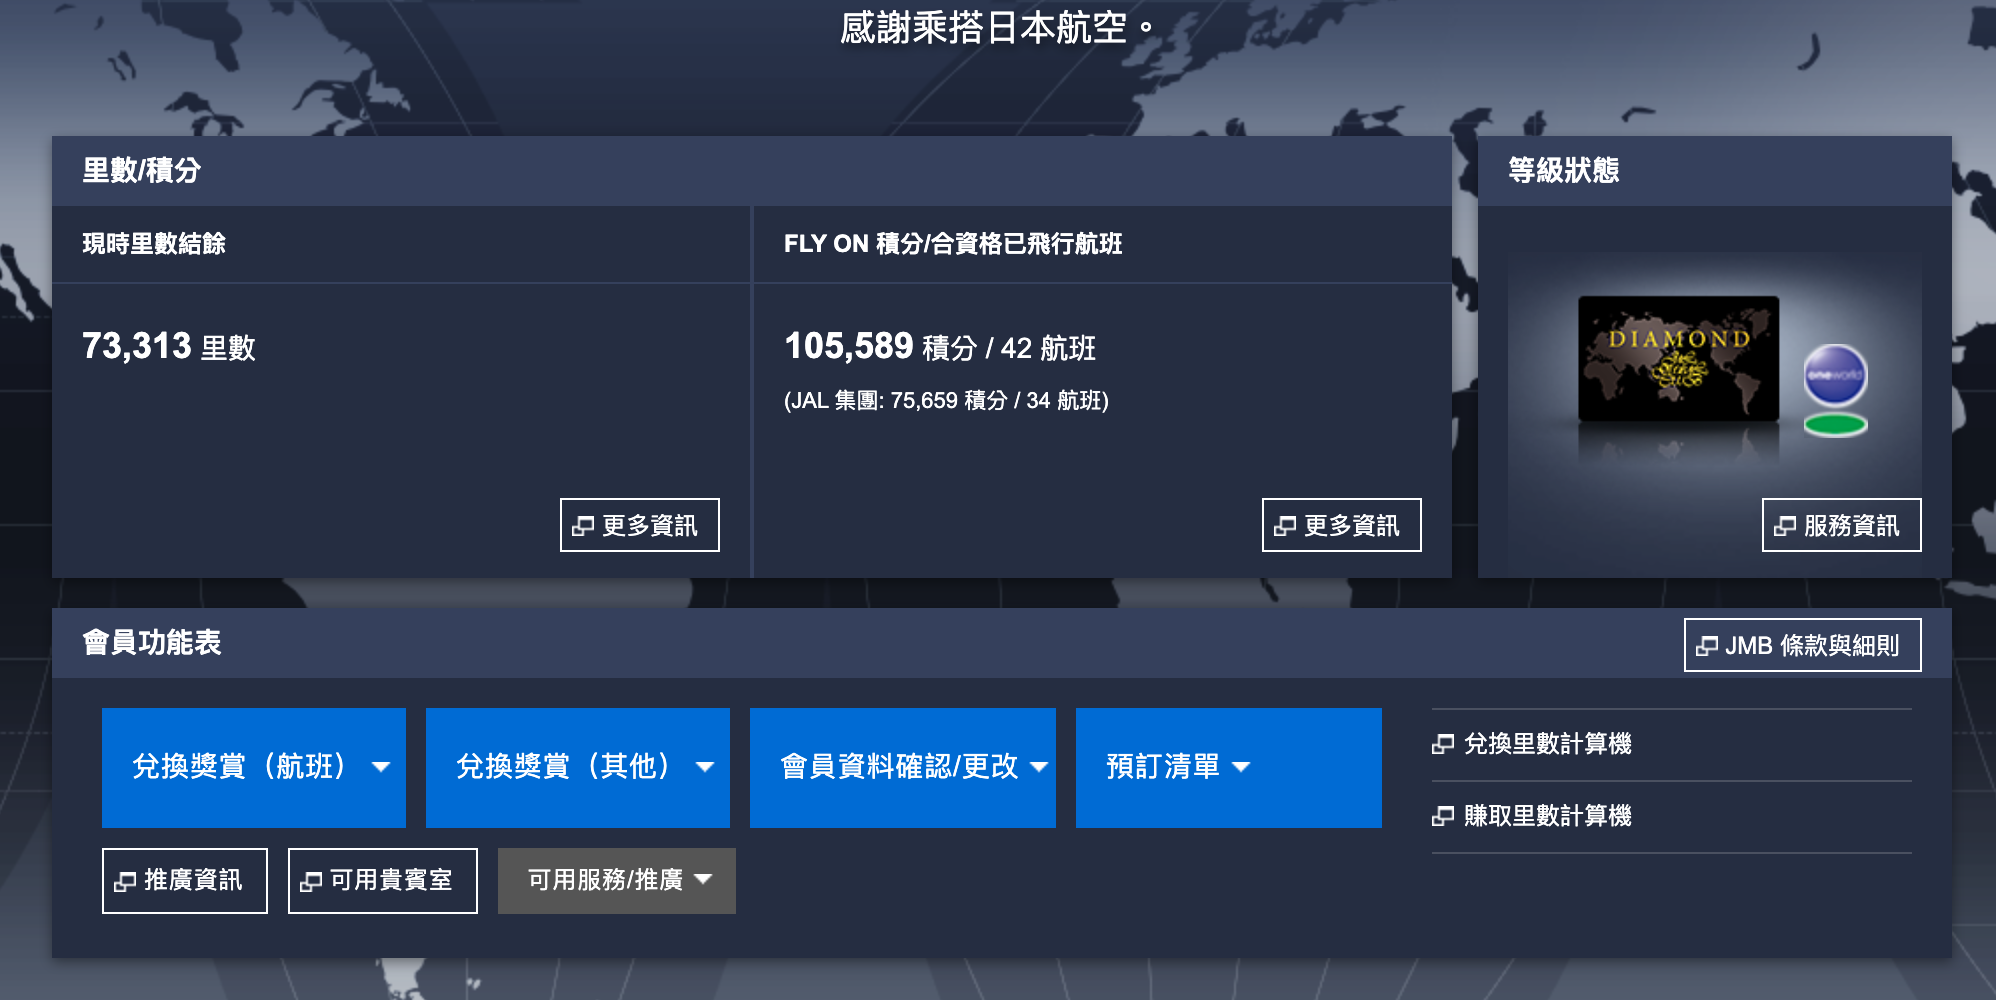 感謝乘搭日本航空。
里數/積分
現時里數結餘
73,313 里數
更多資訊
FLY ON 積分/合資格已飛行航班
105,589 積分 / 42 航班
(JAL 集團: 75,659 積分 / 34 航班)
更多資訊
等級狀態
DIAMOND
oneworld
服務資訊
會員功能表
JMB 條款與細則
兌換獎賞（航班）
兌換獎賞（其他）
會員資料確認/更改
預訂清單
兌換里數計算機
賺取里數計算機
推廣資訊
可用貴賓室
可用服務/推廣